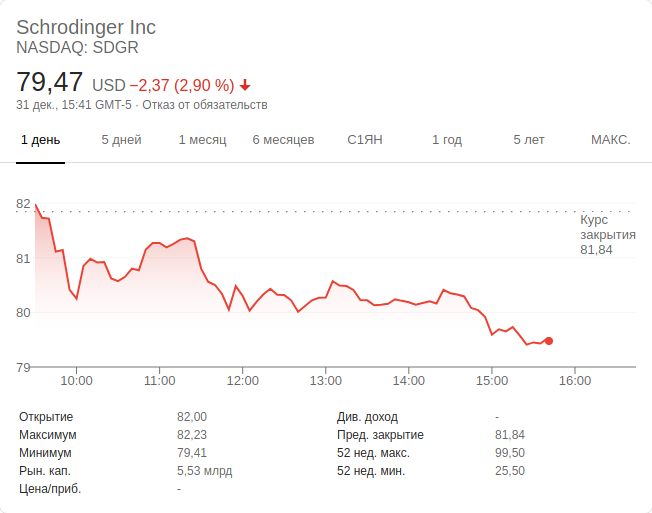 Schrodinger Inc
NASDAQ: SDGR
79,47 USD −2,37 (2,90 %)
31 дек., 15:41 GMT-5 · Отказ от обязательств
1 день 5 дней 1 месяц 6 месяцев С1ЯН 1 год 5 лет МАКС.
82
Курс
закрытия
81,84
81
80
79
10:00 11:00 12:00 13:00 14:00 15:00 16:00
Открытие 82,00 Див. доход -
Максимум 82,23 Пред. закрытие 81,84
Минимум 79,41 52 нед. макс. 99,50
Рын. кап. 5,53 млрд 52 нед. мин. 25,50
Цена/приб. -